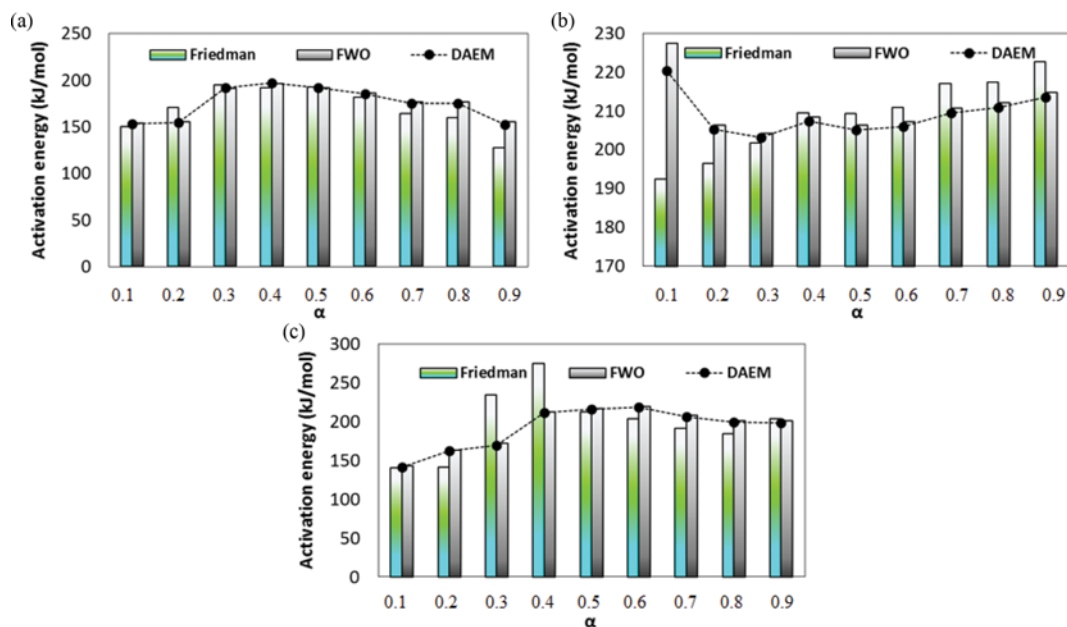 (a)
250
200
150
100
50
0
Activation energy (kJ/mol)
Friedman FWO DAEM
0.1 0.2 0.3 0.4 0.5 0.6 0.7 0.8 0.9
α
(b)
230
220
210
200
190
180
170
Activation energy (kJ/mol)
Friedman FWO DAEM
0.1 0.2 0.3 0.4 0.5 0.6 0.7 0.8 0.9
α
(c)
300
250
200
150
100
50
0
Activation energy (kJ/mol)
Friedman FWO DAEM
0.1 0.2 0.3 0.4 0.5 0.6 0.7 0.8 0.9
α